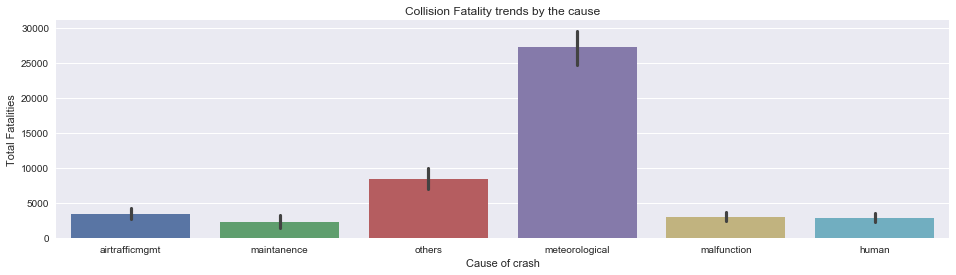 Collision Fatality trends by the cause
30000
25000
20000
15000
10000
5000
0
Total Fatalities
airtrafficmgmt maintanence others meteorological malfunction human
Cause of crash